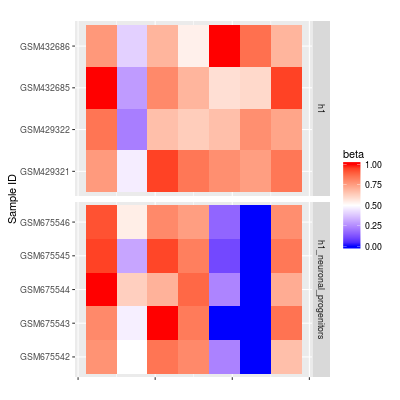 GSM432686
GSM432685
GSM429322
GSM429321
h1
GSM675546
GSM675545
GSM675544
GSM675543
GSM675542
h1_neuronal_progenitors
Sample ID
beta
1.00
0.75
0.50
0.25
0.00